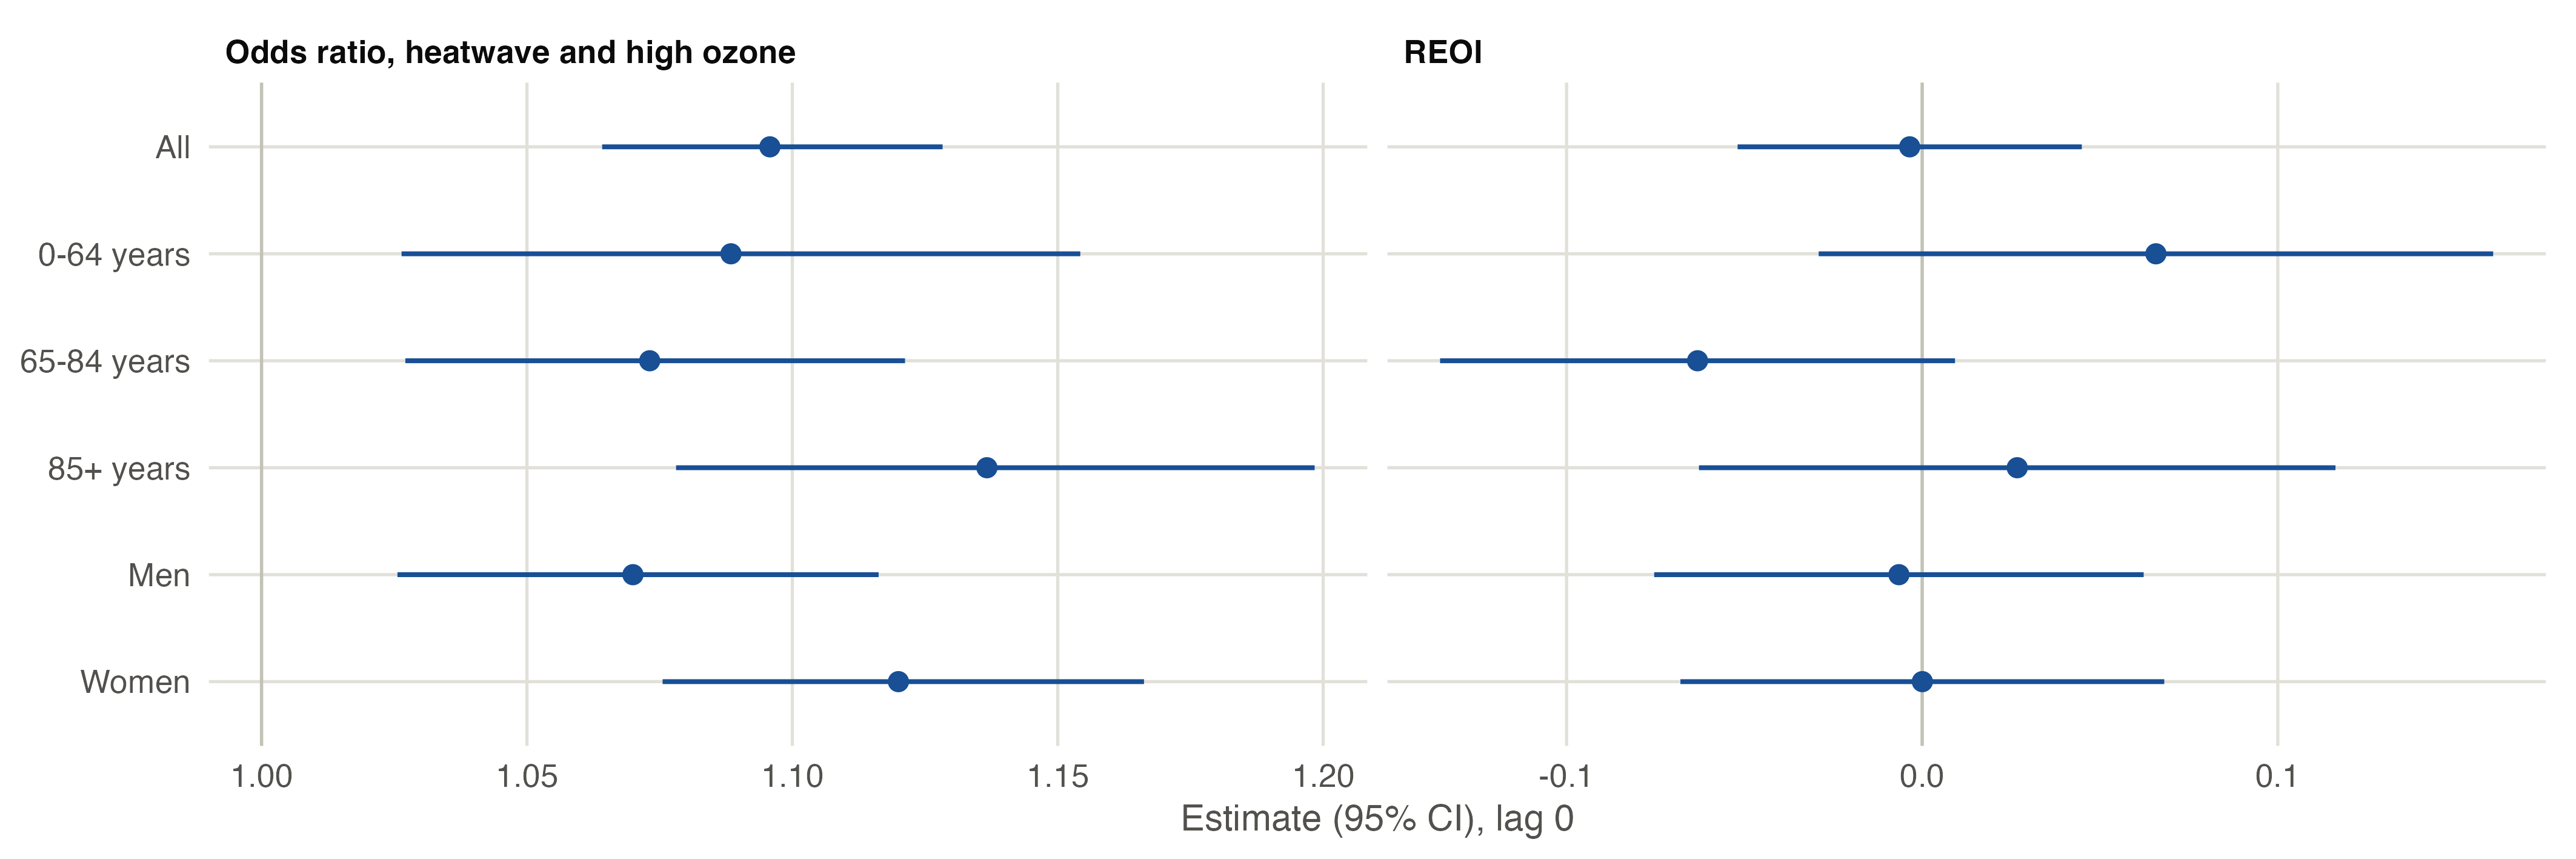 Odds ratio, heatwave and high ozone
REOI
All
0-64 years
65-84 years
85+ years
Men
Women
1.00 1.05 1.10 1.15 1.20
-0.1 0.0 0.1
Estimate (95% CI), lag 0